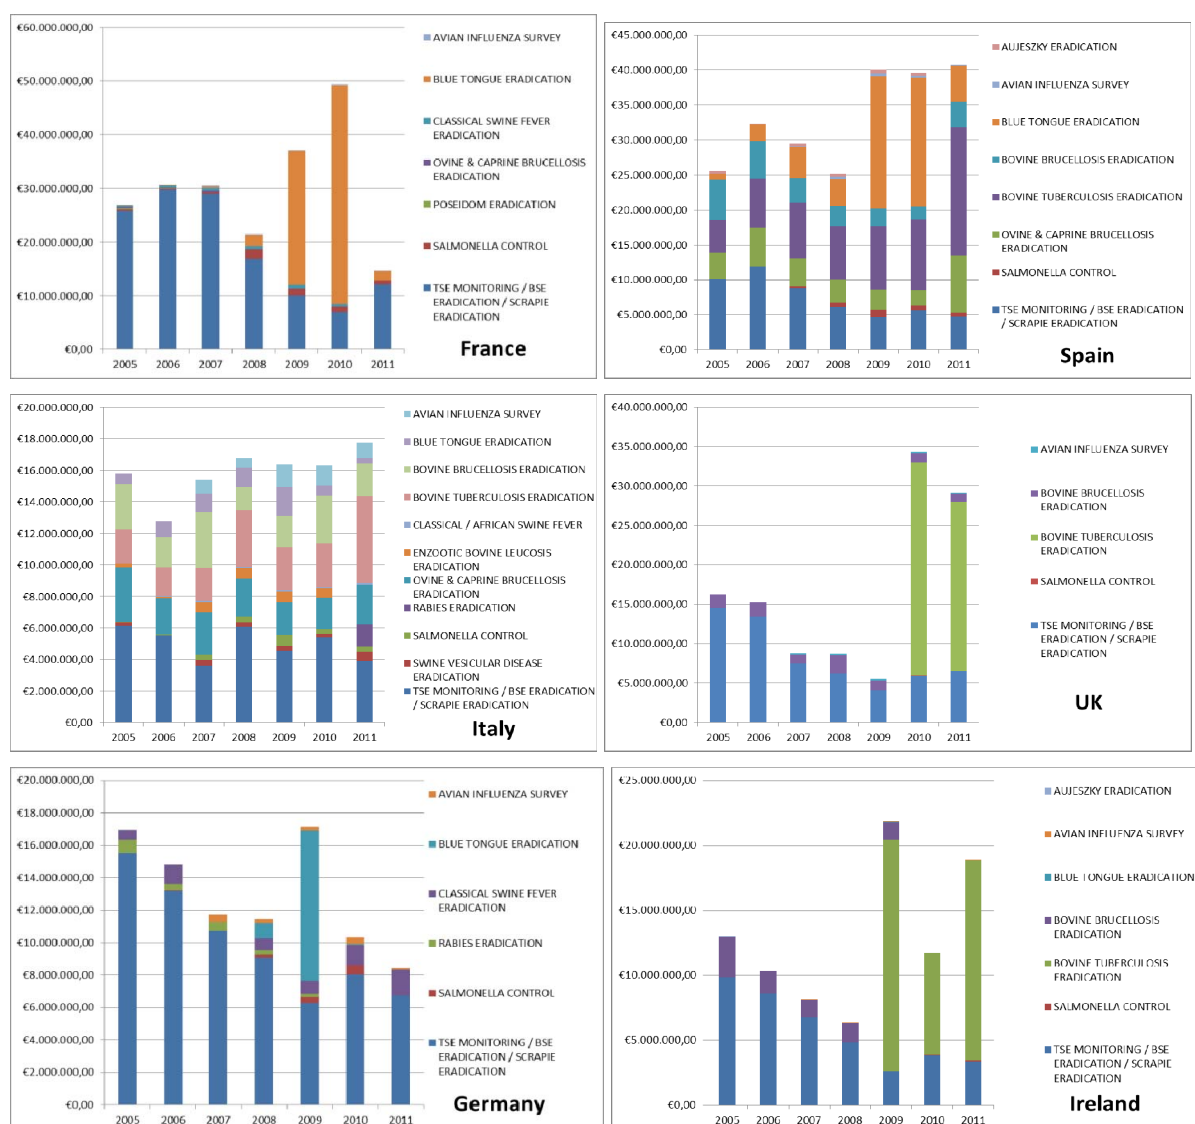 €60.000.000,00
€50.000.000,00
€40.000.000,00
€30.000.000,00
€20.000.000,00
€10.000.000,00
€0,00
2005 2006 2007 2008 2009 2010 2011
AVIAN INFLUENZA SURVEY
BLUE TONGUE ERADICATION
CLASSICAL SWINE FEVER
ERADICATION
OVINE & CAPRINE BRUCELLOSIS
ERADICATION
POSEIDOM ERADICATION
SALMONELLA CONTROL
TSE MONITORING / BSE
ERADICATION / SCRAPIE
ERADICATION
France
€45.000.000,00
€40.000.000,00
€35.000.000,00
€30.000.000,00
€25.000.000,00
€20.000.000,00
€15.000.000,00
€10.000.000,00
€5.000.000,00
€0,00
2005 2006 2007 2008 2009 2010 2011
AUJESZKY ERADICATION
AVIAN INFLUENZA SURVEY
BLUE TONGUE ERADICATION
BOVINE BRUCELLOSIS ERADICATION
BOVINE TUBERCULOSIS ERADICATION
OVINE & CAPRINE BRUCELLOSIS
ERADICATION
SALMONELLA CONTROL
TSE MONITORING / BSE ERADICATION
/ SCRAPIE ERADICATION
Spain
€20.000.000,00
€18.000.000,00
€16.000.000,00
€14.000.000,00
€12.000.000,00
€10.000.000,00
€8.000.000,00
€6.000.000,00
€4.000.000,00
€2.000.000,00
€0,00
2005 2006 2007 2008 2009 2010 2011
AVIAN INFLUENZA SURVEY
BLUE TONGUE ERADICATION
BOVINE BRUCELLOSIS ERADICATION
BOVINE TUBERCULOSIS ERADICATION
CLASSICAL / AFRICAN SWINE FEVER
ENZOOTIC BOVINE LEUCOSIS
ERADICATION
OVINE & CAPRINE BRUCELLOSIS
ERADICATION
RABIES ERADICATION
SALMONELLA CONTROL
SWINE VESICULAR DISEASE
ERADICATION
TSE MONITORING / BSE ERADICATION
/ SCRAPIE ERADICATION
Italy
€40.000.000,00
€35.000.000,00
€30.000.000,00
€25.000.000,00
€20.000.000,00
€15.000.000,00
€10.000.000,00
€5.000.000,00
€0,00
2005 2006 2007 2008 2009 2010 2011
AVIAN INFLUENZA SURVEY
BOVINE BRUCELLOSIS
ERADICATION
BOVINE TUBERCULOSIS
ERADICATION
SALMONELLA CONTROL
TSE MONITORING / BSE
ERADICATION / SCRAPIE
ERADICATION
UK
€20.000.000,00
€18.000.000,00
€16.000.000,00
€14.000.000,00
€12.000.000,00
€10.000.000,00
€8.000.000,00
€6.000.000,00
€4.000.000,00
€2.000.000,00
€0,00
2005 2006 2007 2008 2009 2010 2011
AVIAN INFLUENZA SURVEY
BLUE TONGUE ERADICATION
CLASSICAL SWINE FEVER
ERADICATION
RABIES ERADICATION
SALMONELLA CONTROL
TSE MONITORING / BSE
ERADICATION / SCRAPIE
ERADICATION
Germany
€25.000.000,00
€20.000.000,00
€15.000.000,00
€10.000.000,00
€5.000.000,00
€0,00
2005 2006 2007 2008 2009 2010 2011
AUJESZKY ERADICATION
AVIAN INFLUENZA SURVEY
BLUE TONGUE ERADICATION
BOVINE BRUCELLOSIS
ERADICATION
BOVINE TUBERCULOSIS
ERADICATION
SALMONELLA CONTROL
TSE MONITORING / BSE
ERADICATION / SCRAPIE
ERADICATION
Ireland